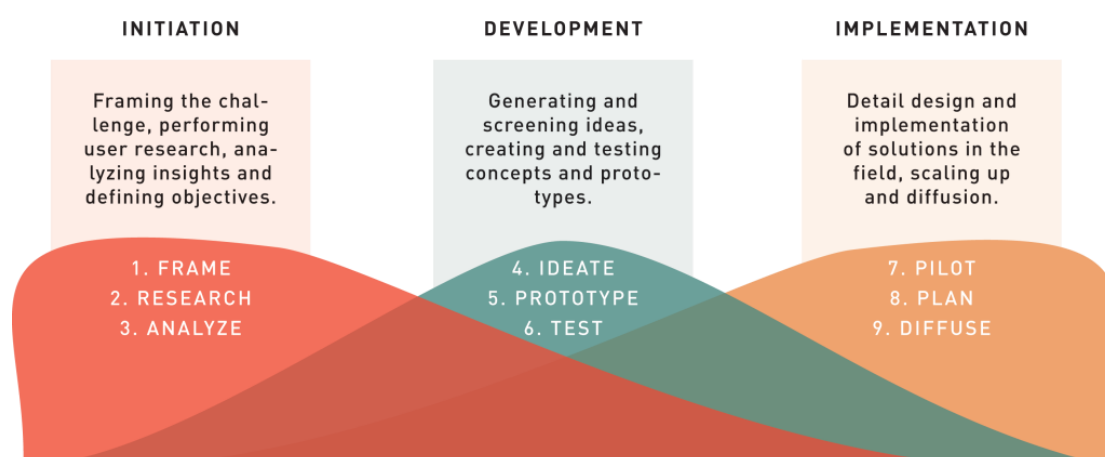 INITIATION
Framing the chal-
lenge, performing
user research, ana-
lyzing insights and
defining objectives.
1. FRAME
2. RESEARCH
3. ANALYZE
DEVELOPMENT
Generating and
screening ideas,
creating and testing
concepts and proto-
types.
4. IDEATE
5. PROTOTYPE
6. TEST
IMPLEMENTATION
Detail design and
implementation
of solutions in the
field, scaling up
and diffusion.
7. PILOT
8. PLAN
9. DIFFUSE